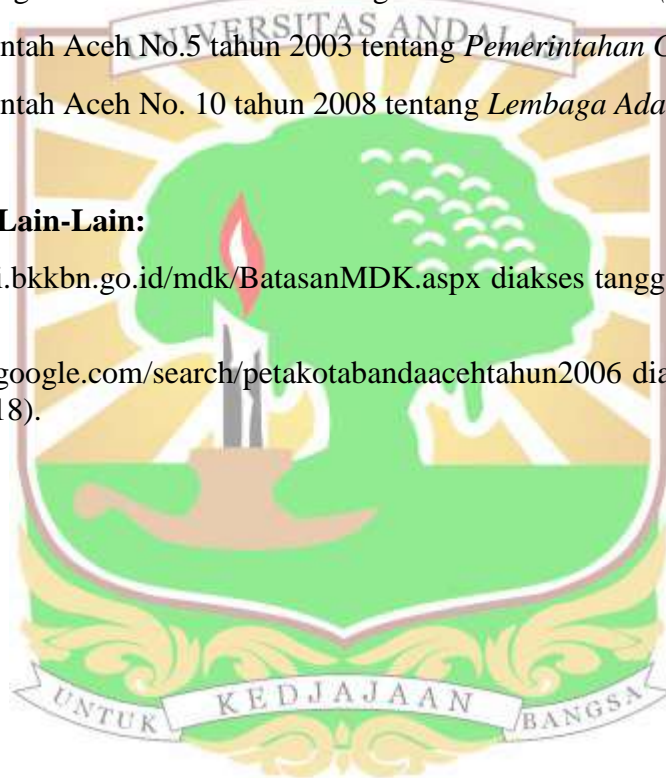 UNIVERSITAS ANDALAS
ntah Aceh No.5 tahun 2003 tentang Pemerintahan
ntah Aceh No. 10 tahun 2008 tentang Lembaga Ada
Lain-Lain:
i.bkkbn.go.id/mdk/BatasanMDK.aspx diakses tangg
google.com/search/petakotabandaacehtahun2006 dia
18).
UNTUK KEDJAJAAN BANGSA